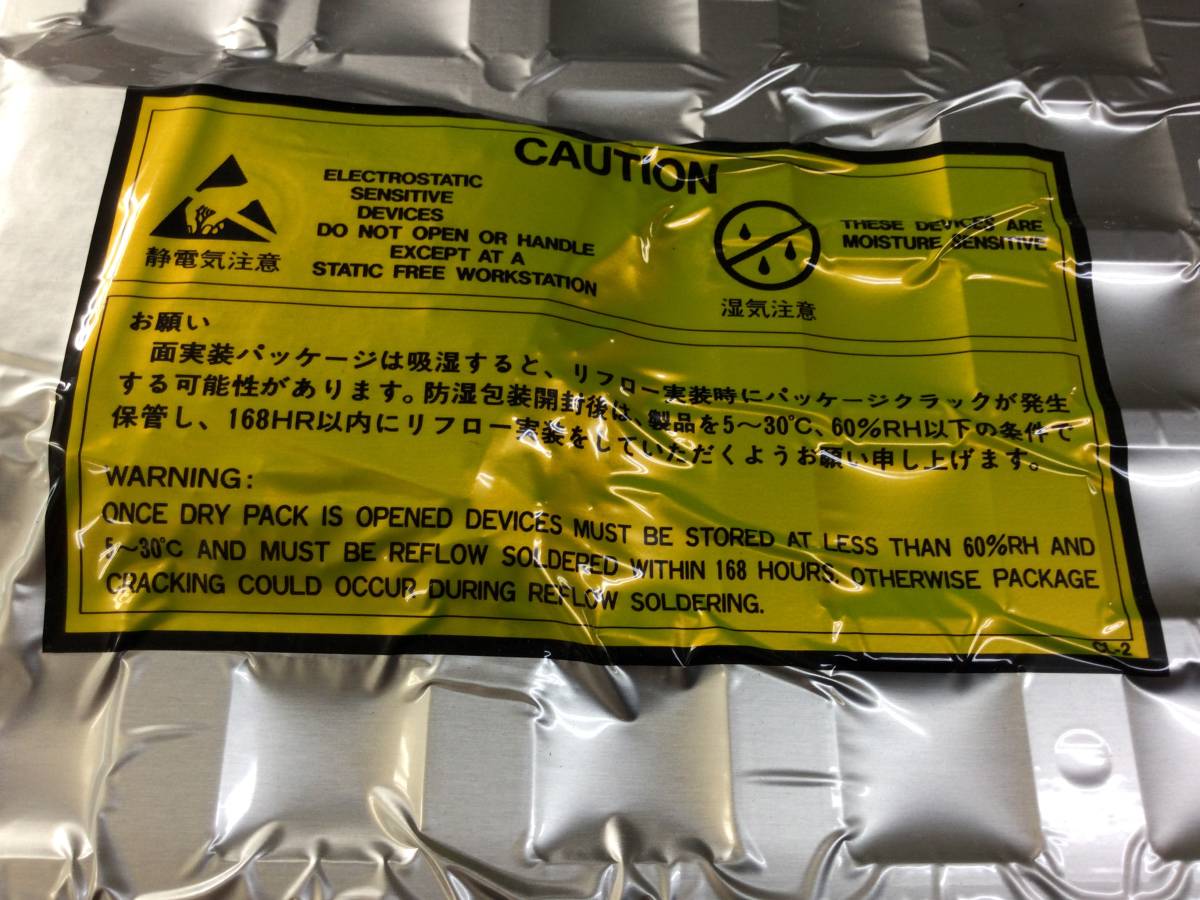 CAUTION
ELECTROSTATIC
SENSITIVE
DEVICES
DO NOT OPEN OR HANDLE
EXCEPT AT A
STATIC FREE WORKSTATION
静電気注意
THESE DEVICES ARE
MOISTURE SENSITIVE
湿気注意
お願い
面実装パッケージは吸湿すると、リフロー実装時にパッケージクラックが発生
する可能性があります。防湿包装開封後は、製品を5〜30℃、60%RH以下の条件で
保管し、168HR以内にリフロー実装をしていただくようお願い申し上げます。
WARNING:
ONCE DRY PACK IS OPENED DEVICES MUST BE STORED AT LESS THAN 60%RH AND
5〜30℃ AND MUST BE REFLOW SOLDERED WITHIN 168 HOURS. OTHERWISE PACKAGE
CRACKING COULD OCCUR DURING REFLOW SOLDERING.
CL-2